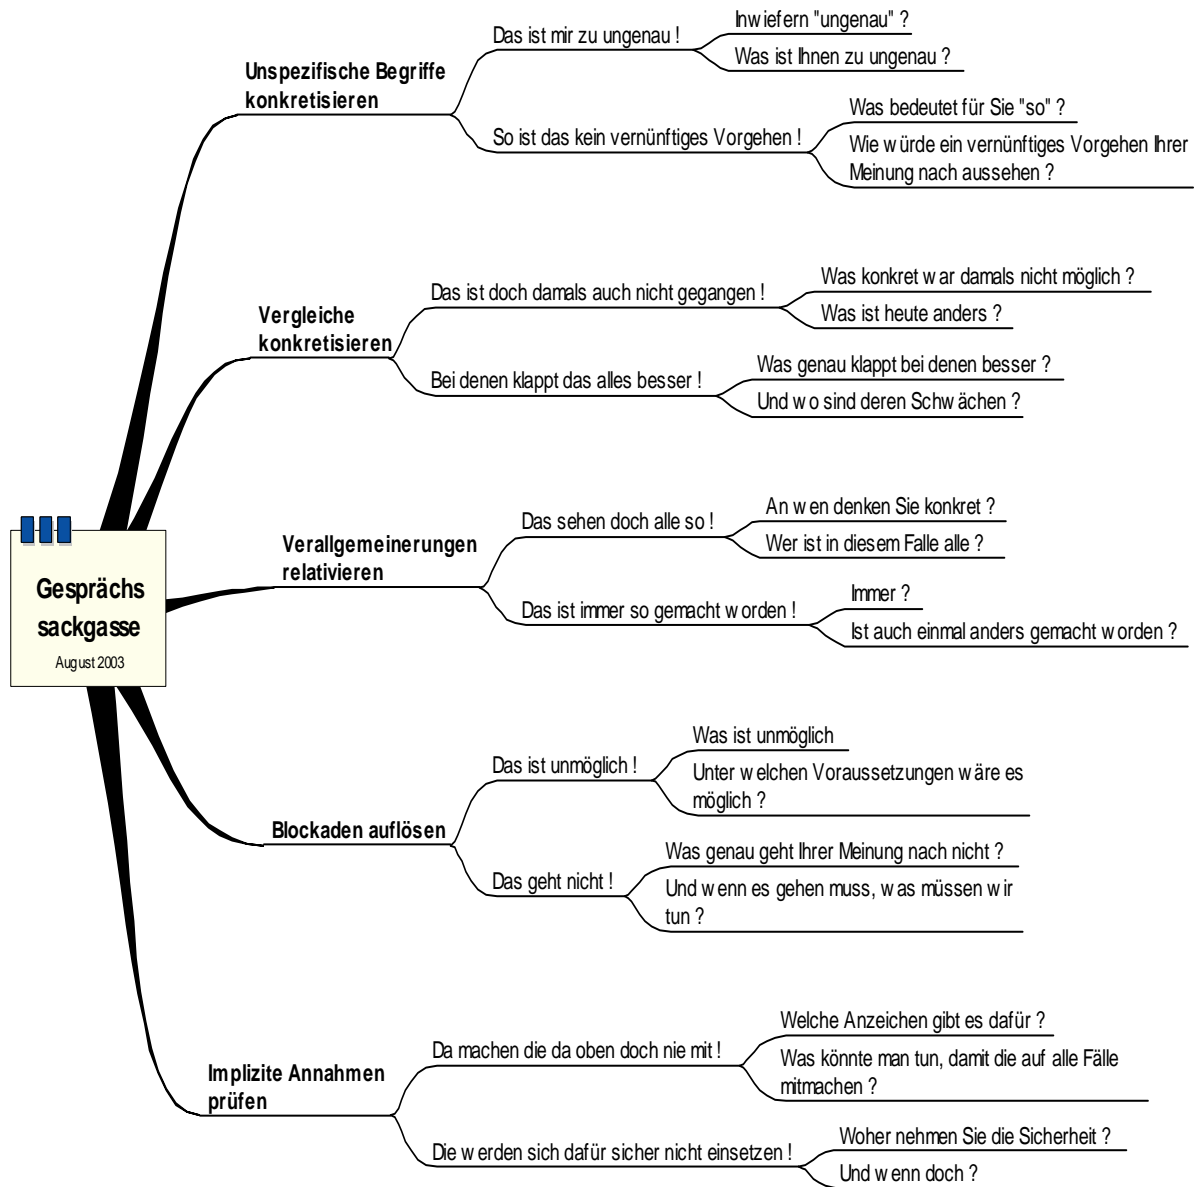 Gesprächs
sackgasse
August 2003
Unspezifische Begriffe
konkretisieren
Das ist mir zu ungenau !
Inwiefern "ungenau" ?
Was ist Ihnen zu ungenau ?
So ist das kein vernünftiges Vorgehen !
Was bedeutet für Sie "so" ?
Wie würde ein vernünftiges Vorgehen Ihrer
Meinung nach aussehen ?
Vergleiche
konkretisieren
Das ist doch damals auch nicht gegangen !
Was konkret war damals nicht möglich ?
Was ist heute anders ?
Bei denen klappt das alles besser !
Was genau klappt bei denen besser ?
Und wo sind deren Schwächen ?
Verallgemeinerungen
relativieren
Das sehen doch alle so !
An wen denken Sie konkret ?
Wer ist in diesem Falle alle ?
Das ist immer so gemacht worden !
Immer ?
Ist auch einmal anders gemacht worden ?
Blockaden auflösen
Das ist unmöglich !
Was ist unmöglich
Unter welchen Voraussetzungen wäre es
möglich ?
Das geht nicht !
Was genau geht Ihrer Meinung nach nicht ?
Und wenn es gehen muss, was müssen wir
tun ?
Implizite Annahmen
prüfen
Da machen die da oben doch nie mit !
Welche Anzeichen gibt es dafür ?
Was könnte man tun, damit die auf alle Fälle
mitmachen ?
Die werden sich dafür sicher nicht einsetzen !
Woher nehmen Sie die Sicherheit ?
Und wenn doch ?